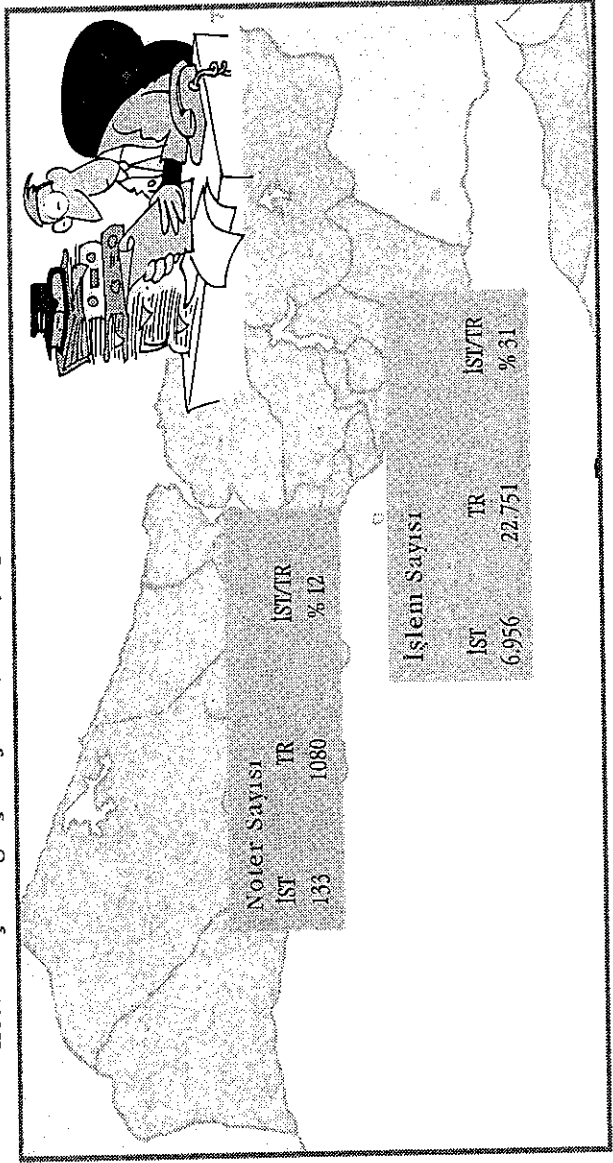 Noter Sayısı
İST TR İST/TR
133 1080 % 12
İşlem Sayısı
İST TR İST/TR
6.956 22.751 % 31